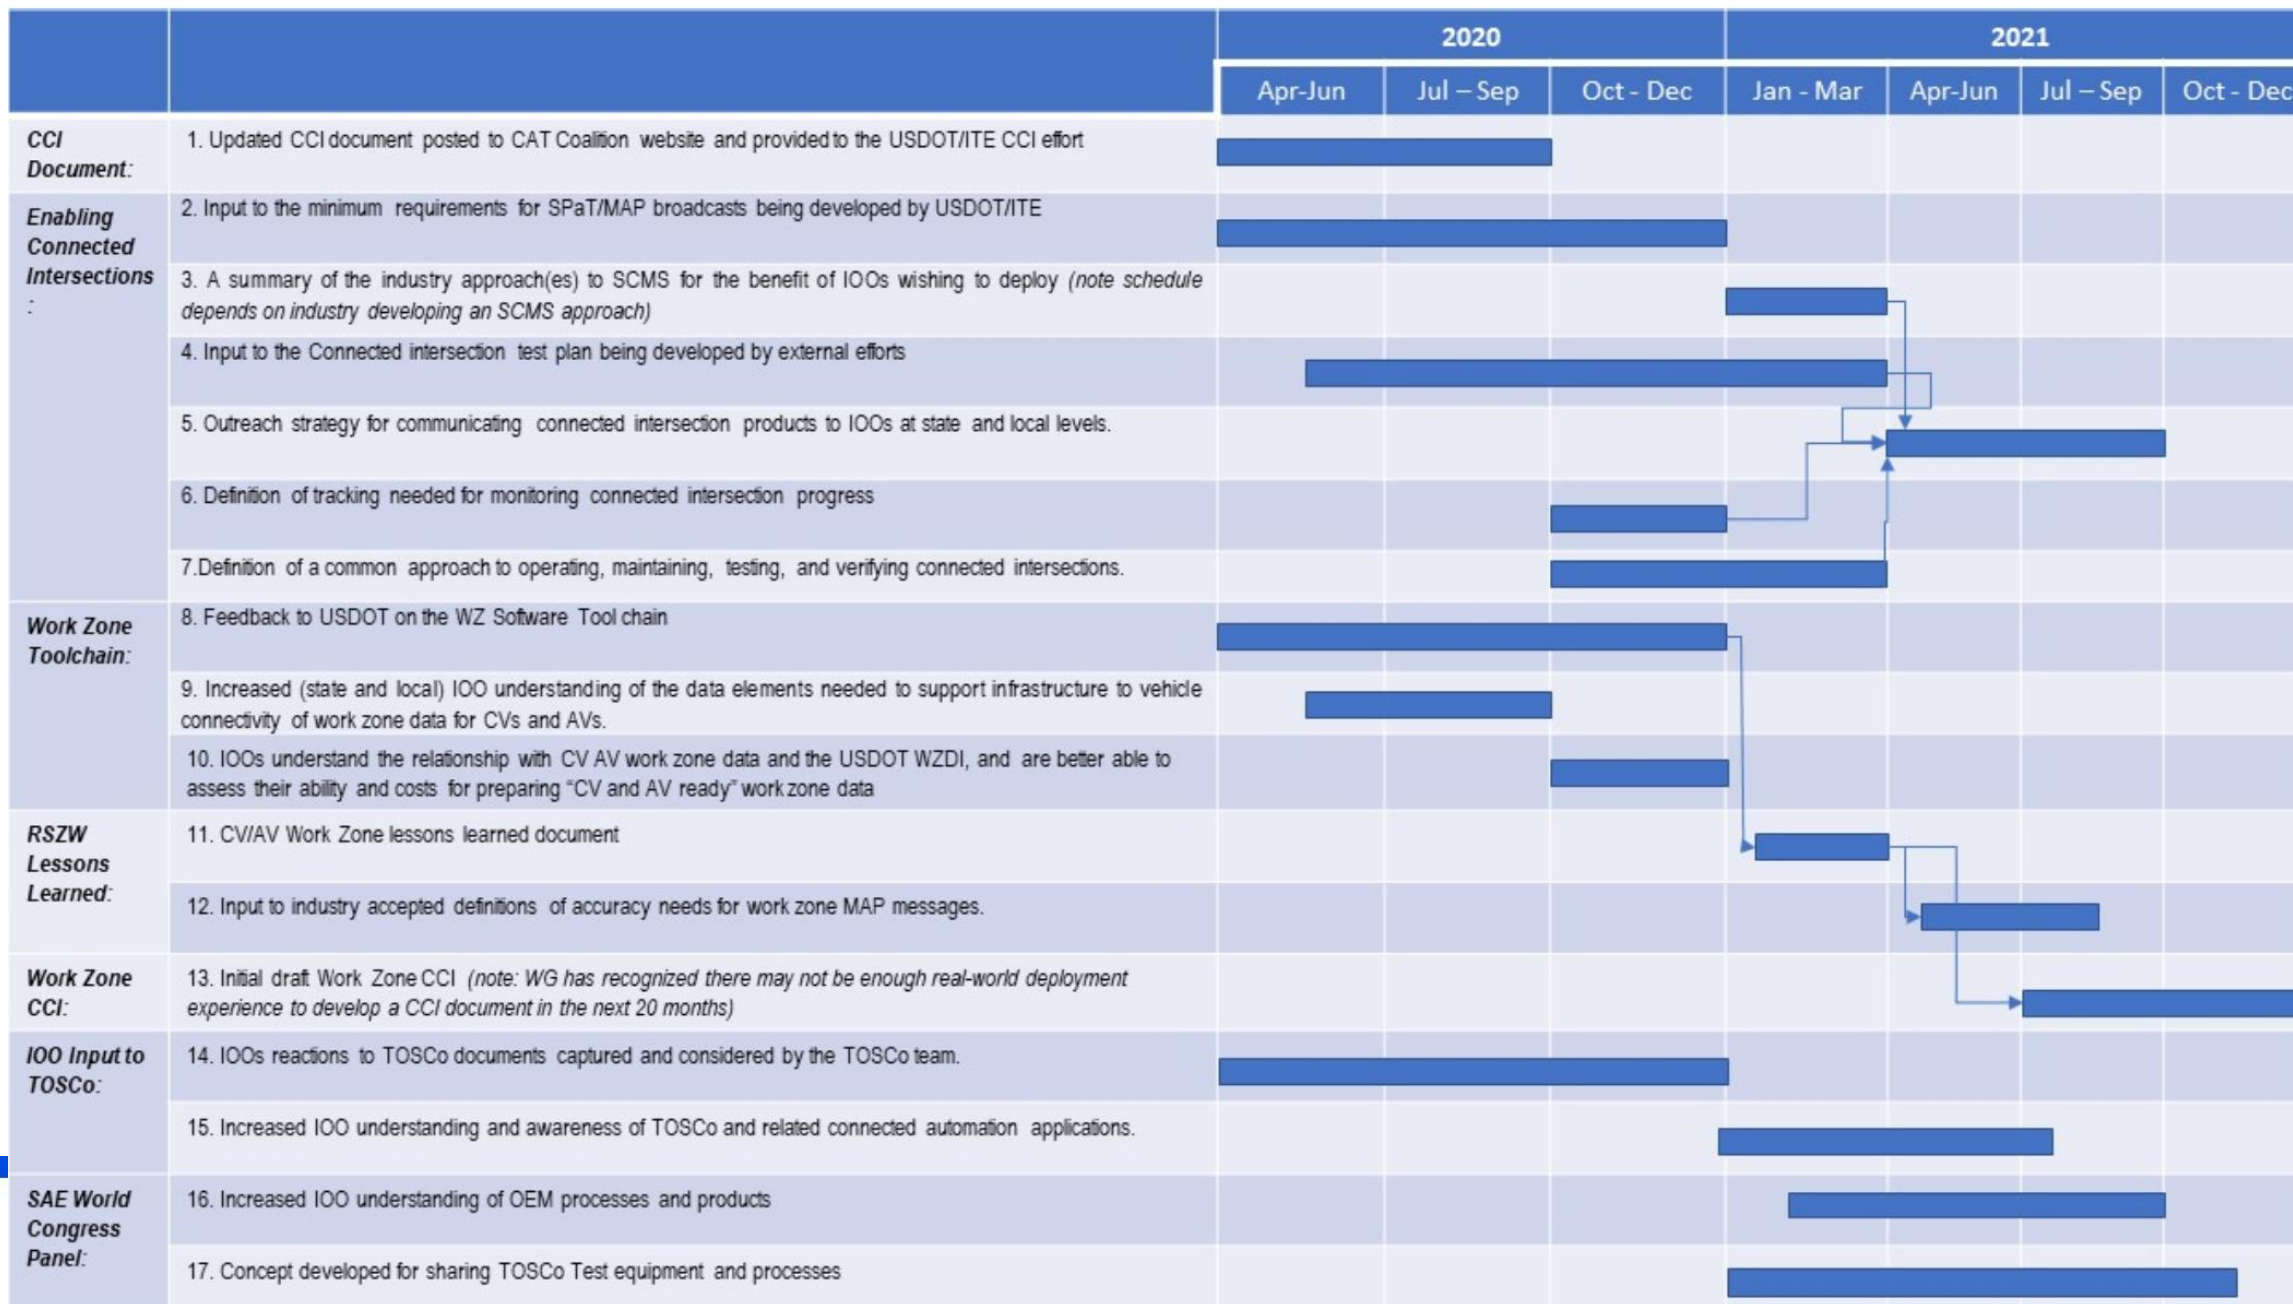 2020
2021
Apr-Jun
Jul – Sep
Oct - Dec
Jan - Mar
Apr-Jun
Jul – Sep
Oct - Dec
CCI
Document:
1. Updated CCI document posted to CAT Coalition website and provided to the USDOT/ITE CCI effort
Enabling
Connected
Intersections
:
2. Input to the minimum requirements for SPaT/MAP broadcasts being developed by USDOT/ITE
3. A summary of the industry approach(es) to SCMS for the benefit of IOOs wishing to deploy (note schedule
depends on industry developing an SCMS approach)
4. Input to the Connected intersection test plan being developed by external efforts
5. Outreach strategy for communicating connected intersection products to IOOs at state and local levels.
6. Definition of tracking needed for monitoring connected intersection progress
7.Definition of a common approach to operating, maintaining, testing, and verifying connected intersections.
Work Zone
Toolchain:
8. Feedback to USDOT on the WZ Software Tool chain
9. Increased (state and local) IOO understanding of the data elements needed to support infrastructure to vehicle
connectivity of work zone data for CVs and AVs.
10. IOOs understand the relationship with CV AV work zone data and the USDOT WZDI, and are better able to
assess their ability and costs for preparing “CV and AV ready” work zone data
RSZW
Lessons
Learned:
11. CV/AV Work Zone lessons learned document
12. Input to industry accepted definitions of accuracy needs for work zone MAP messages.
Work Zone
CCI:
13. Initial draft Work Zone CCI (note: WG has recognized there may not be enough real-world deployment
experience to develop a CCI document in the next 20 months)
IOO Input to
TOSCo:
14. IOOs reactions to TOSCo documents captured and considered by the TOSCo team.
15. Increased IOO understanding and awareness of TOSCo and related connected automation applications.
SAE World
Congress
Panel:
16. Increased IOO understanding of OEM processes and products
17. Concept developed for sharing TOSCo Test equipment and processes